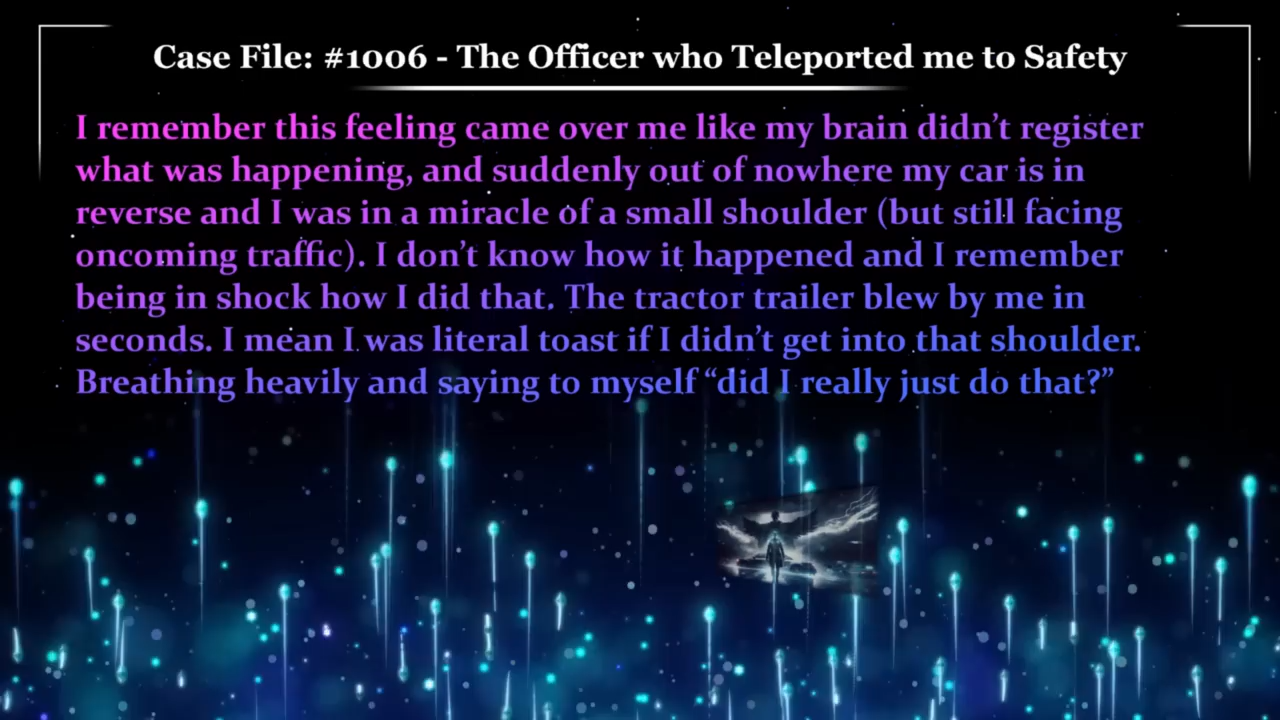 Case File: #1006 - The Officer who Teleported me to Safety
I remember this feeling came over me like my brain didn’t register
what was happening, and suddenly out of nowhere my car is in
reverse and I was in a miracle of a small shoulder (but still facing
oncoming traffic). I don’t know how it happened and I remember
being in shock how I did that. The tractor trailer blew by me in
seconds. I mean I was literal toast if I didn’t get into that shoulder.
Breathing heavily and saying to myself “did I really just do that?”